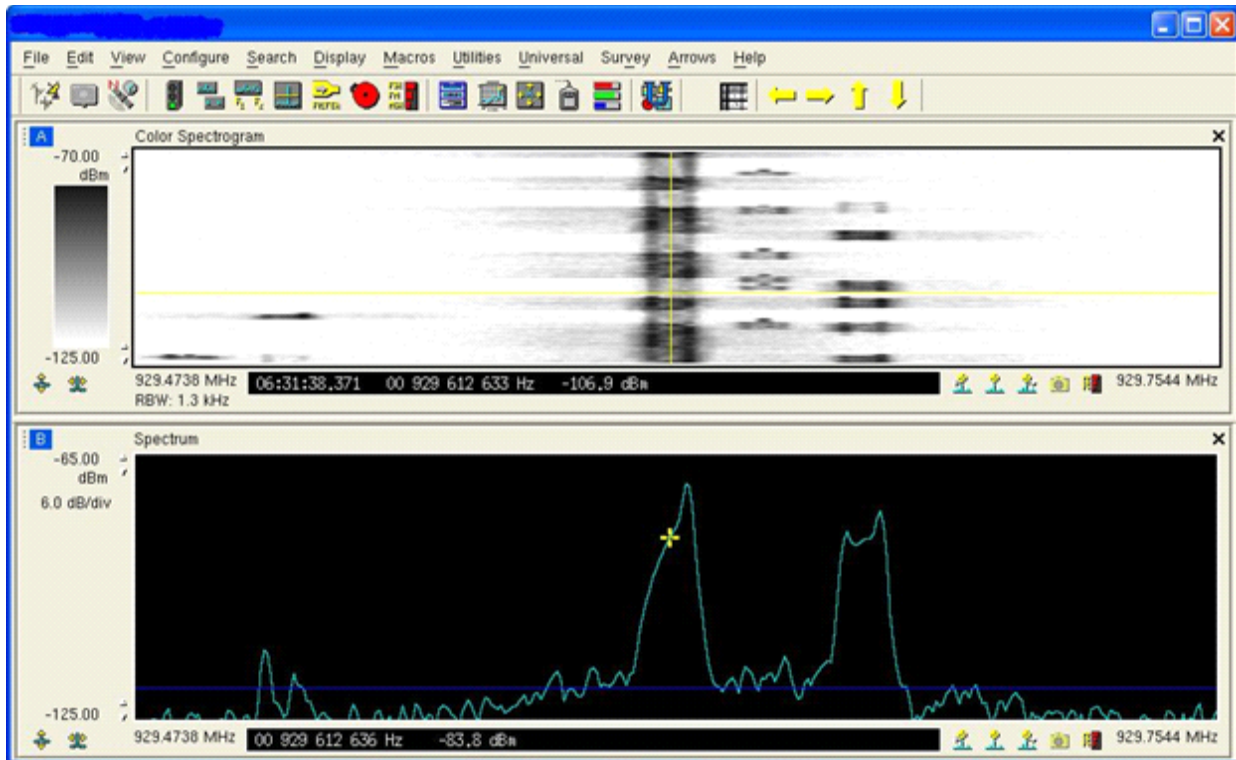 File Edit View Configure Search Display Macros Utilities Universal Survey Arrows Help
A Color Spectrogram
-70.00
dBm
-125.00
929.4738 MHz 06:31:38.371 00 929 612 633 Hz -106.9 dBm 929.7544 MHz
RBW: 1.3 kHz
B Spectrum
-65.00
dBm
6.0 dB/div
-125.00
929.4738 MHz 00 929 612 636 Hz -83.8 dBm 929.7544 MHz